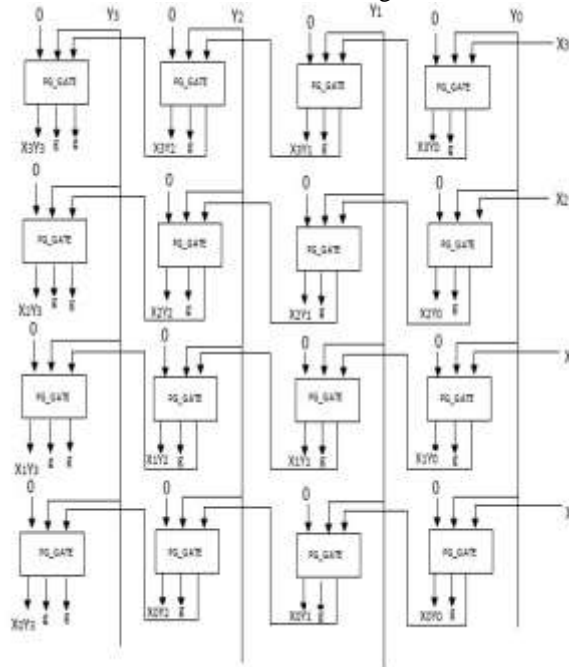 0 Y3 0 Y2 0 Y1 0 Y0
X3
PG_GATE PG_GATE PG_GATE PG_GATE
X3Y3 g g X3Y2 g X3Y1 g X3Y0 g
0 0 0 0
X2
PG_GATE PG_GATE PG_GATE PG_GATE
X2Y3 g g X2Y2 g X2Y1 g X2Y0 g
0 0 0 0
X
PG_GATE PG_GATE PG_GATE PG_GATE
X1Y3 g g X1Y2 g X1Y1 g X1Y0 g
0 0 0 0
X
PG_GATE PG_GATE PG_GATE PG_GATE
X0Y3 g g X0Y2 g X0Y1 g X0Y0 g